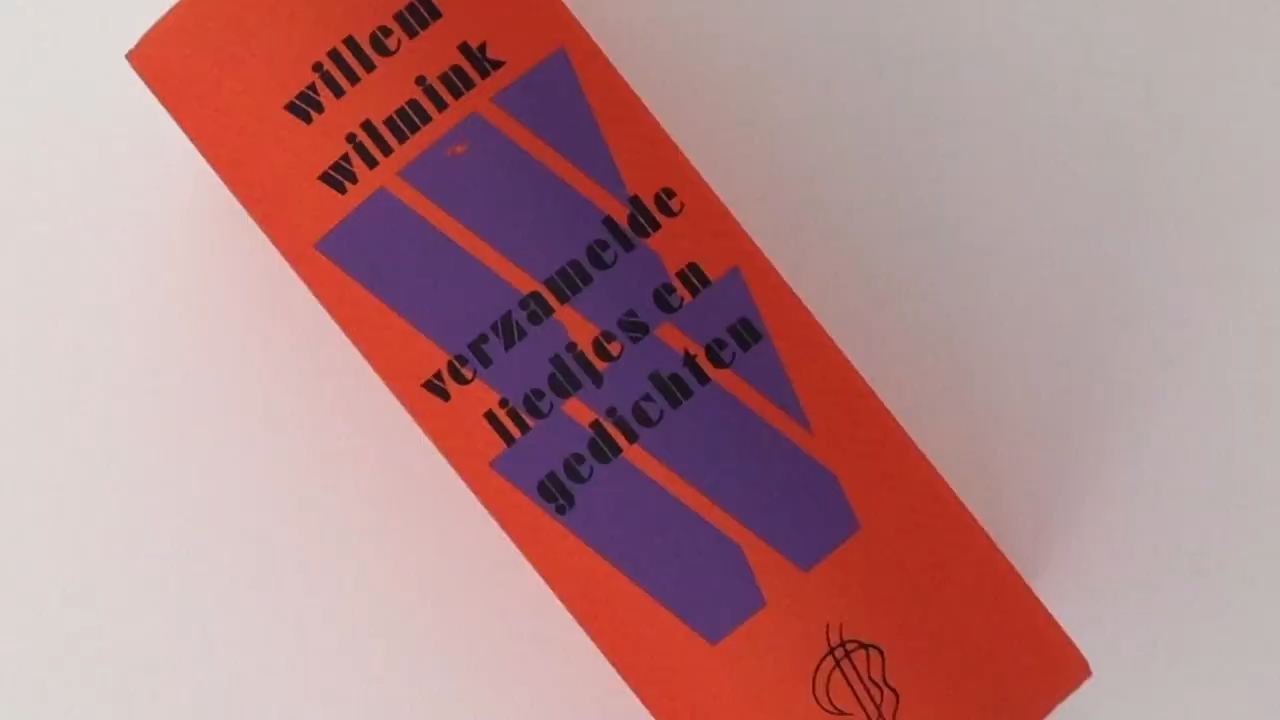 willem
wilmink
verzamelde
liedjes en
gedichten